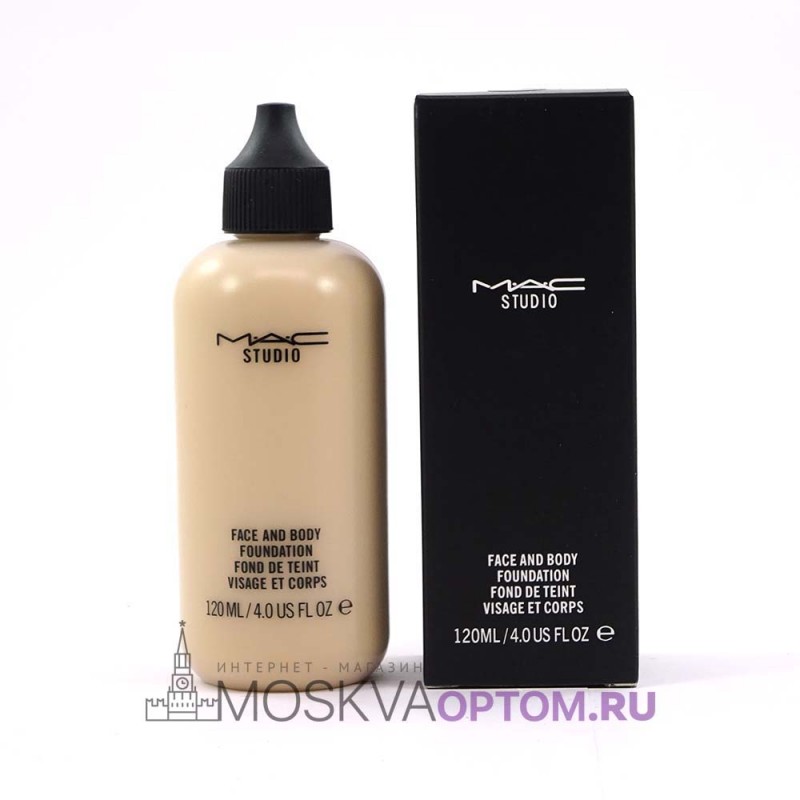 M·A·C
STUDIO
FACE AND BODY
FOUNDATION
FOND DE TEINT
VISAGE ET CORPS
120 ML / 4.0 US FL OZ ℮
M·A·C
STUDIO
FACE AND BODY
FOUNDATION
FOND DE TEINT
VISAGE ET CORPS
120ML / 4.0 US FL OZ ℮
ИНТЕРНЕТ - МАГАЗИН
MOSKVAOPTOM.RU